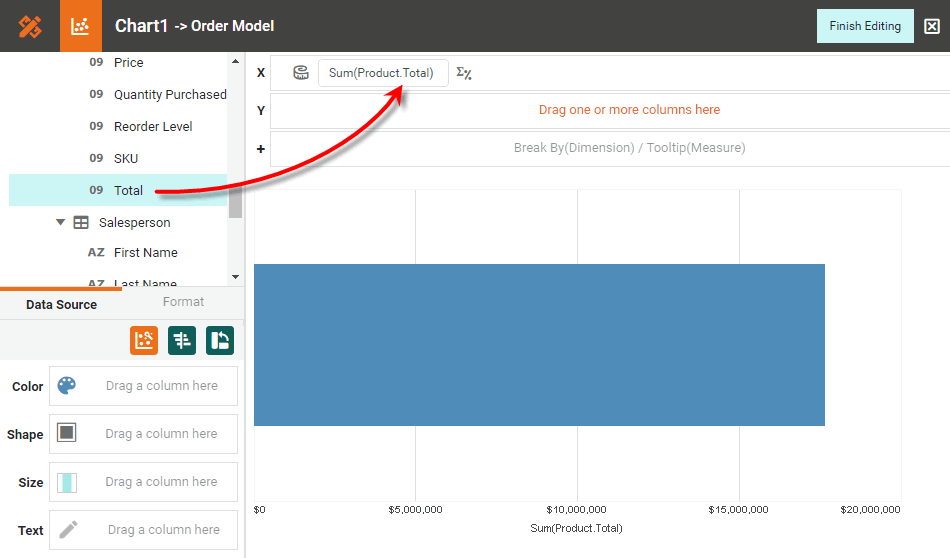 Chart1 -> Order Model
Finish Editing
09 Price
09 Quantity Purchased
09 Reorder Level
09 SKU
09 Total
Salesperson
AZ First Name
AZ Last Name
Data Source
Format
Color
Drag a column here
Shape
Drag a column here
Size
Drag a column here
Text
Drag a column here
X
Sum(Product.Total)
Y
Drag one or more columns here
+
Break By(Dimension) / Tooltip(Measure)
$0
$5,000,000
$10,000,000
$15,000,000
$20,000,000
Sum(Product.Total)